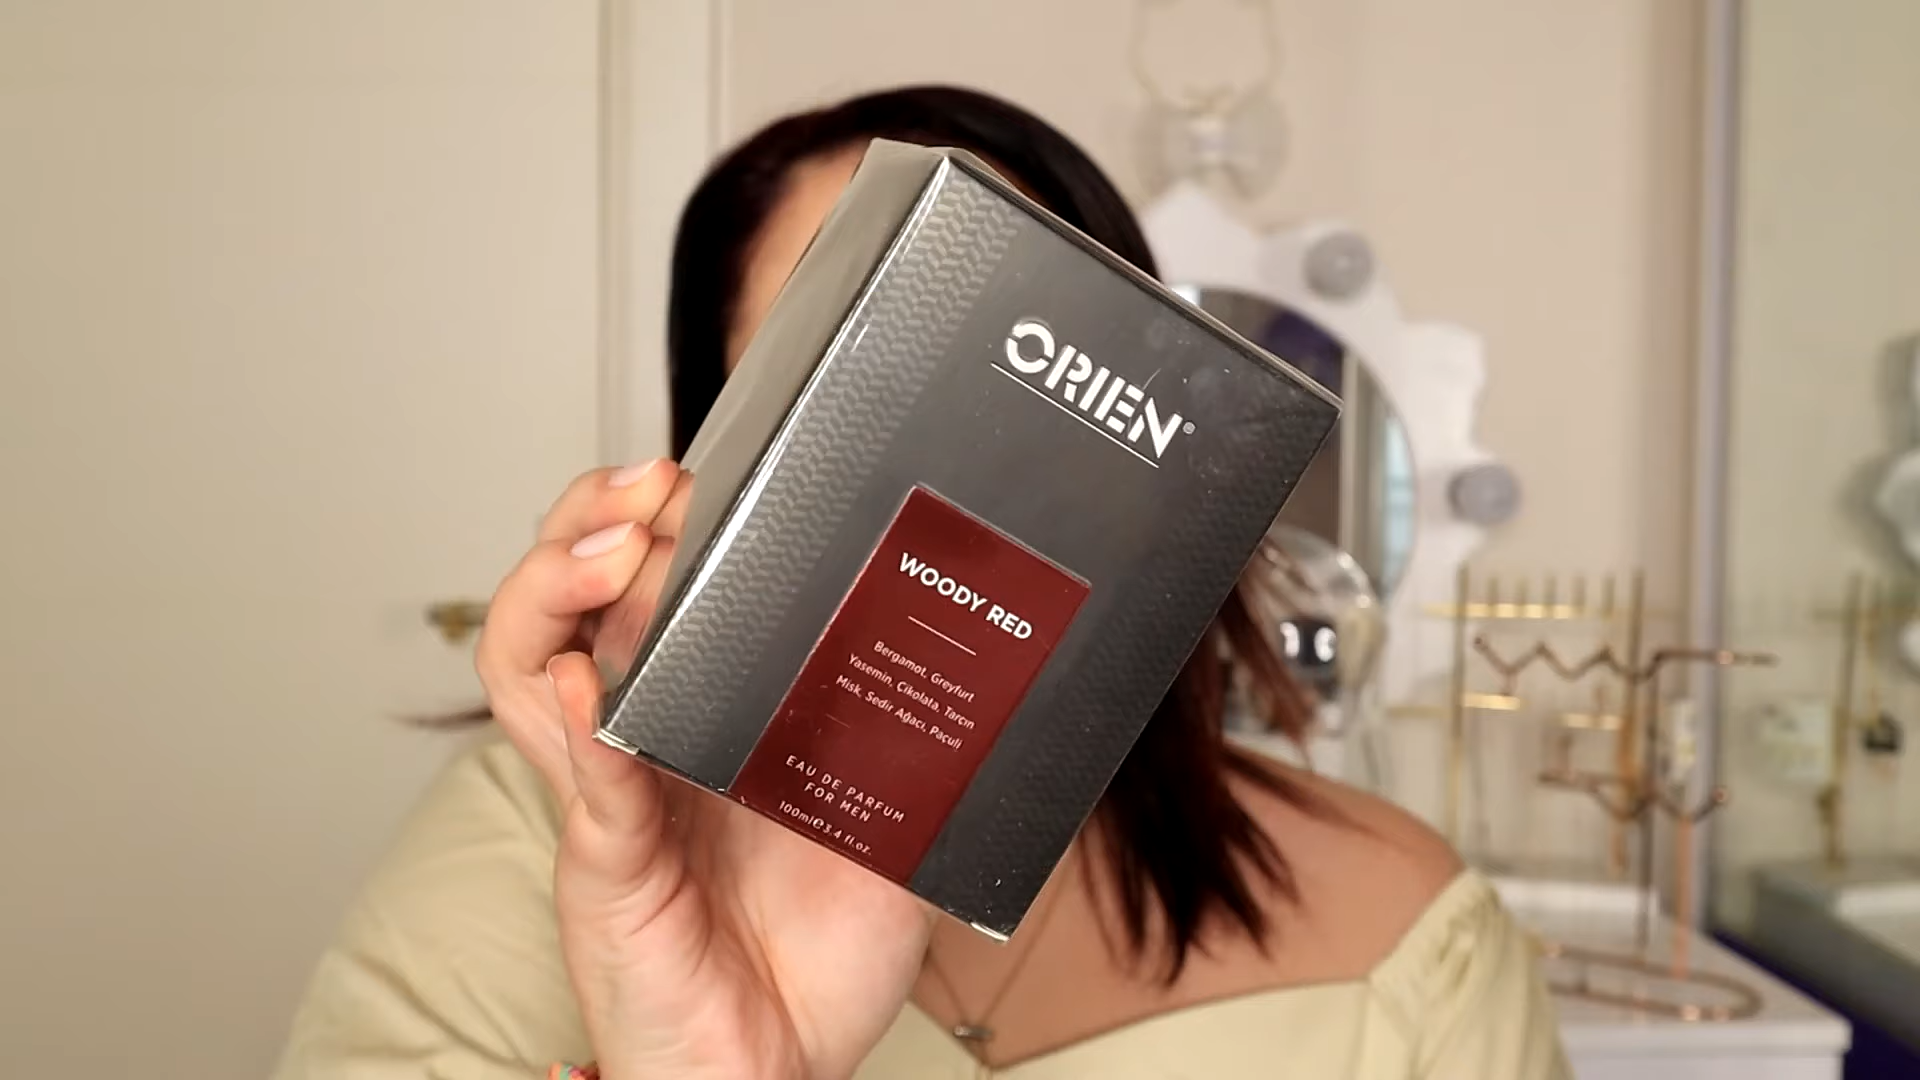 ORIEN®
WOODY RED
Bergamot, Greyfurt
Yasemin, Çikolata, Tarçın
Misk, Sedir Ağacı, Paçuli
EAU DE PARFUM
FOR MEN
100ml℮3.4 fl.oz.